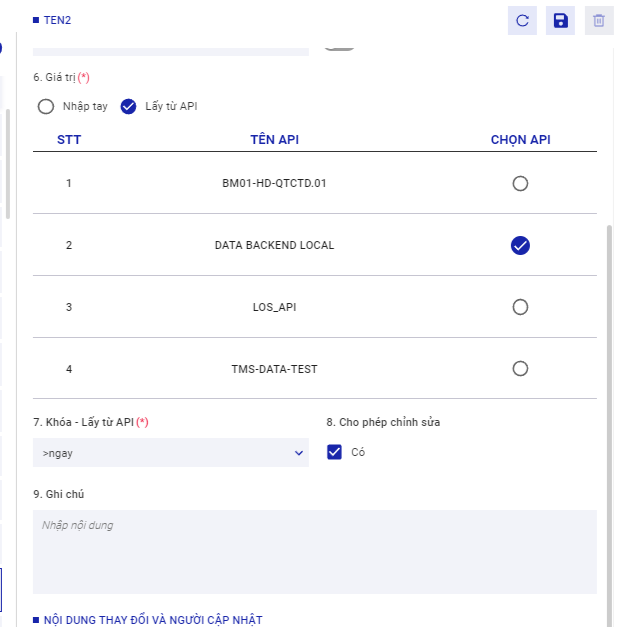 TEN2
6. Giá trị (*)
Nhập tay Lấy từ API
STT TÊN API CHỌN API
1 BM01-HD-QTCTD.01
2 DATA BACKEND LOCAL
3 LOS_API
4 TMS-DATA-TEST
7. Khóa - Lấy từ API (*) 8. Cho phép chỉnh sửa
>ngay Có
9. Ghi chú
Nhập nội dung
NỘI DUNG THAY ĐỔI VÀ NGƯỜI CẬP NHẬT